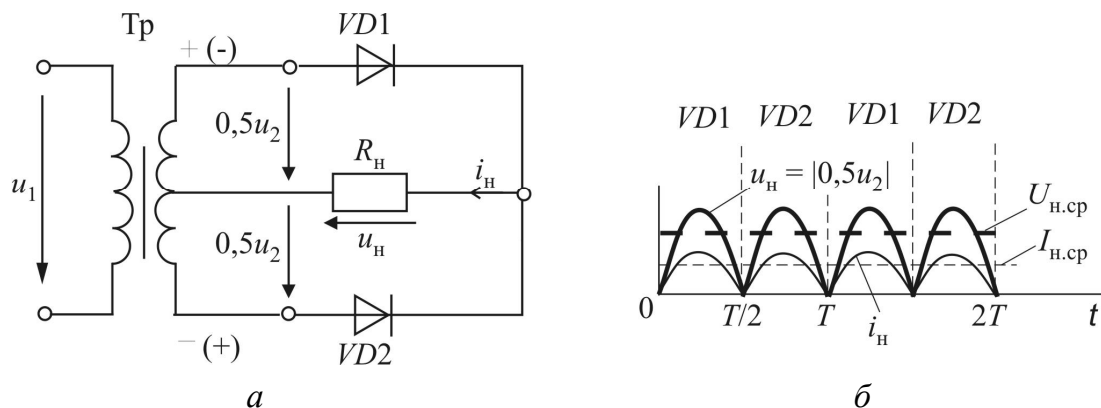 Тр
+ (-)
VD1
0,5u₂
Rн
iн
u₁
uн
0,5u₂
− (+)
VD2
а
VD1 VD2 VD1 VD2
uн = |0,5u₂|
Uн.ср
Iн.ср
0 T/2 T iн 2T t
б